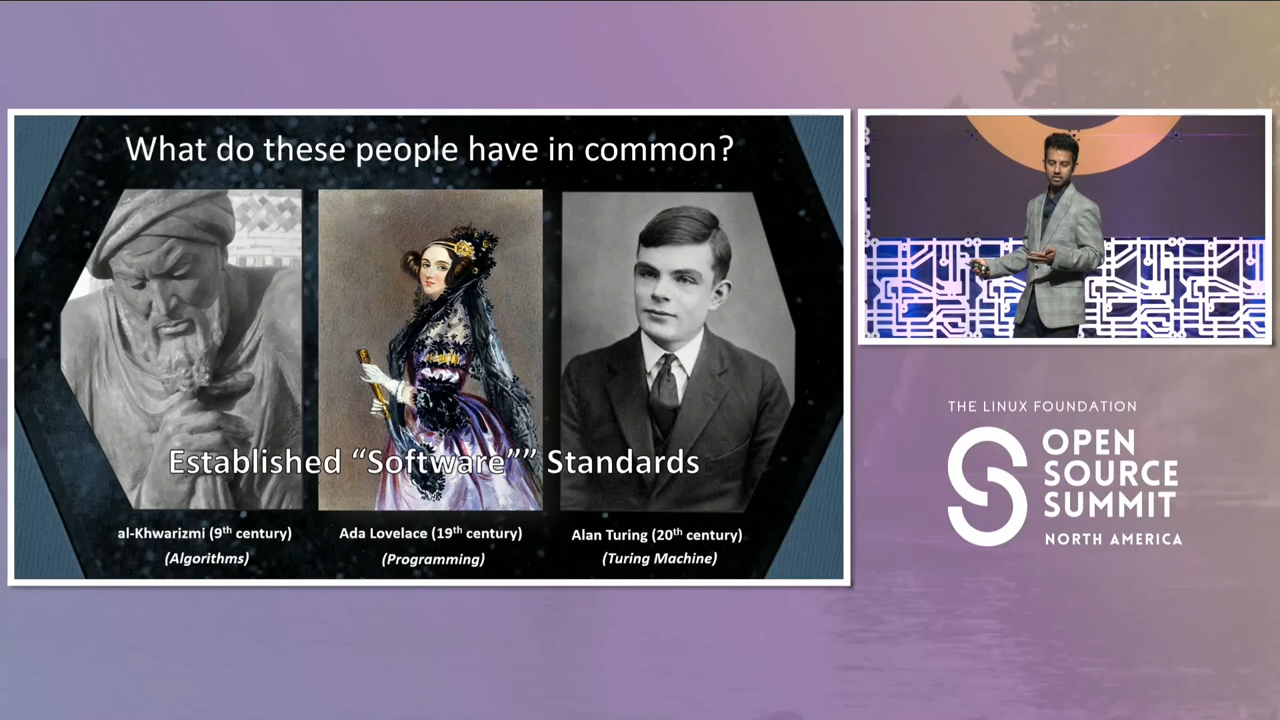 What do these people have in common?
Established “Software”” Standards
al-Khwarizmi (9th century)
(Algorithms)
Ada Lovelace (19th century)
(Programming)
Alan Turing (20th century)
(Turing Machine)
THE LINUX FOUNDATION
OPEN
SOURCE
SUMMIT
NORTH AMERICA